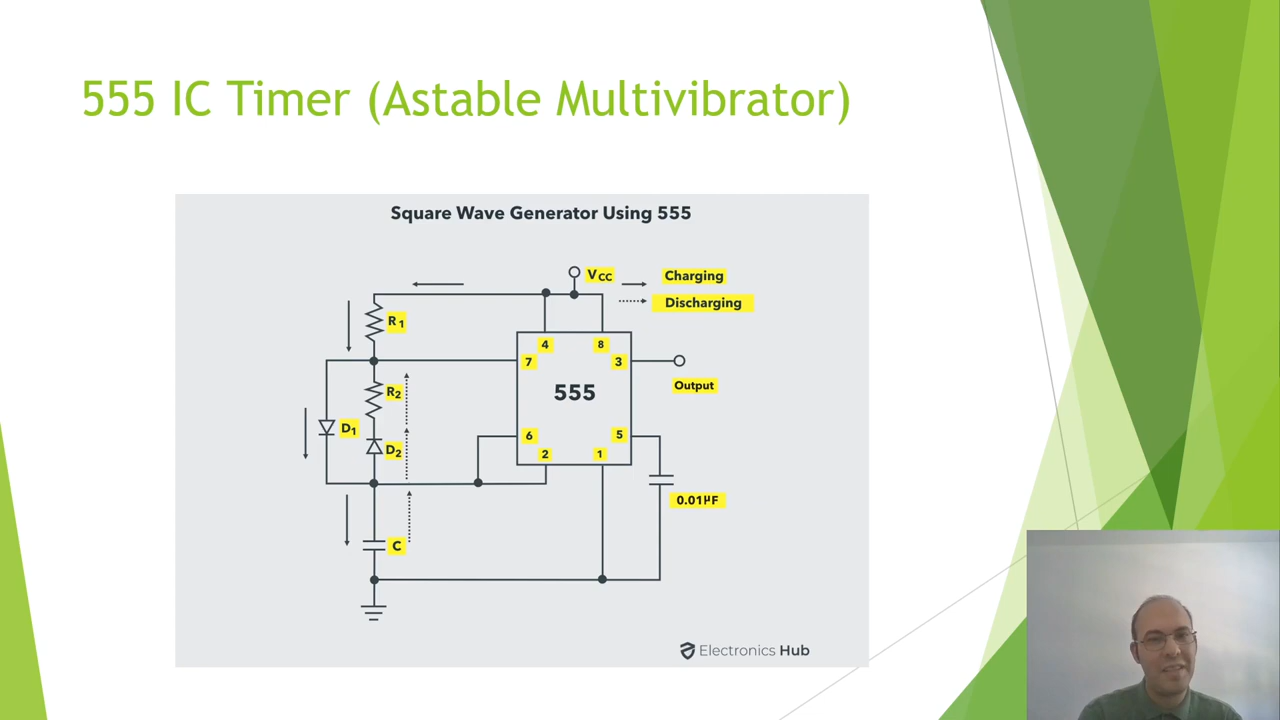 555 IC Timer (Astable Multivibrator)
Square Wave Generator Using 555
VCC
Charging
Discharging
R1
4
8
7
3
R2
555
Output
D1
D2
6
5
2
1
0.01µF
C
Electronics Hub